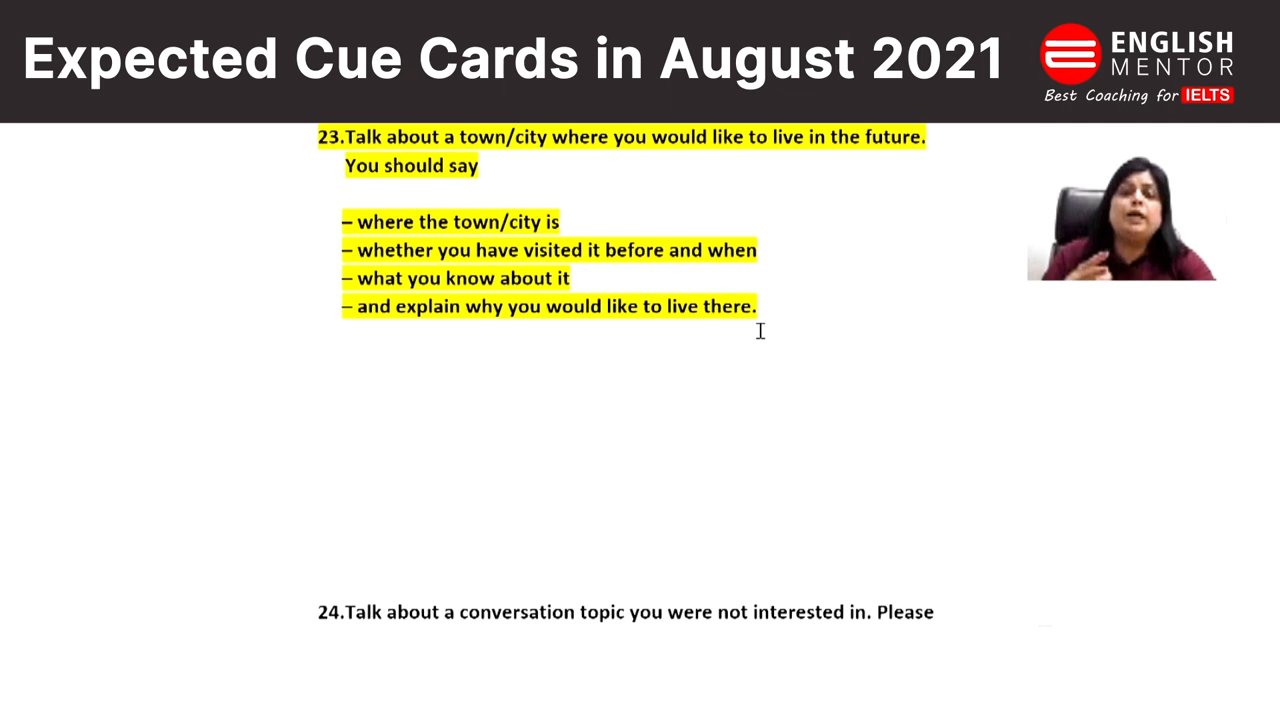 Expected Cue Cards in August 2021
ENGLISH
MENTOR
Best Coaching for IELTS
23.Talk about a town/city where you would like to live in the future.
You should say
– where the town/city is
– whether you have visited it before and when
– what you know about it
– and explain why you would like to live there.
24.Talk about a conversation topic you were not interested in. Please